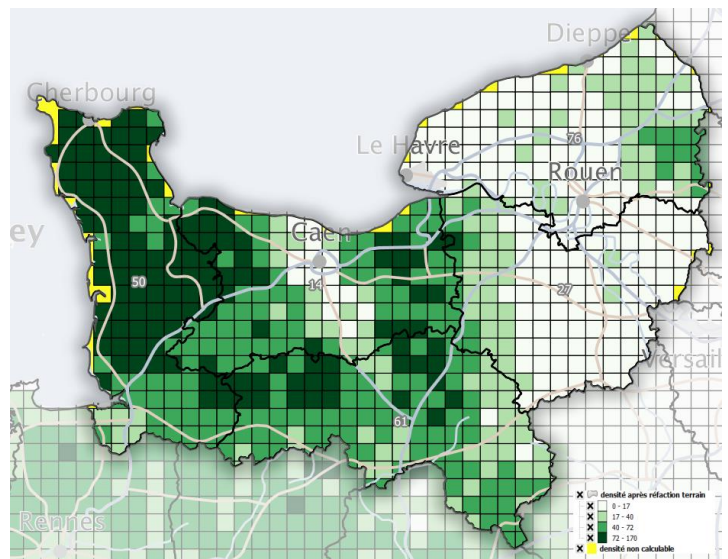 Dieppe
Cherbourg
76
Le Havre
Rouen
ey
Caen
50
14
27
Versail
61
Rennes
densité après réfaction terrain
0 - 17
17 - 40
40 - 72
72 - 170
densité non calculable